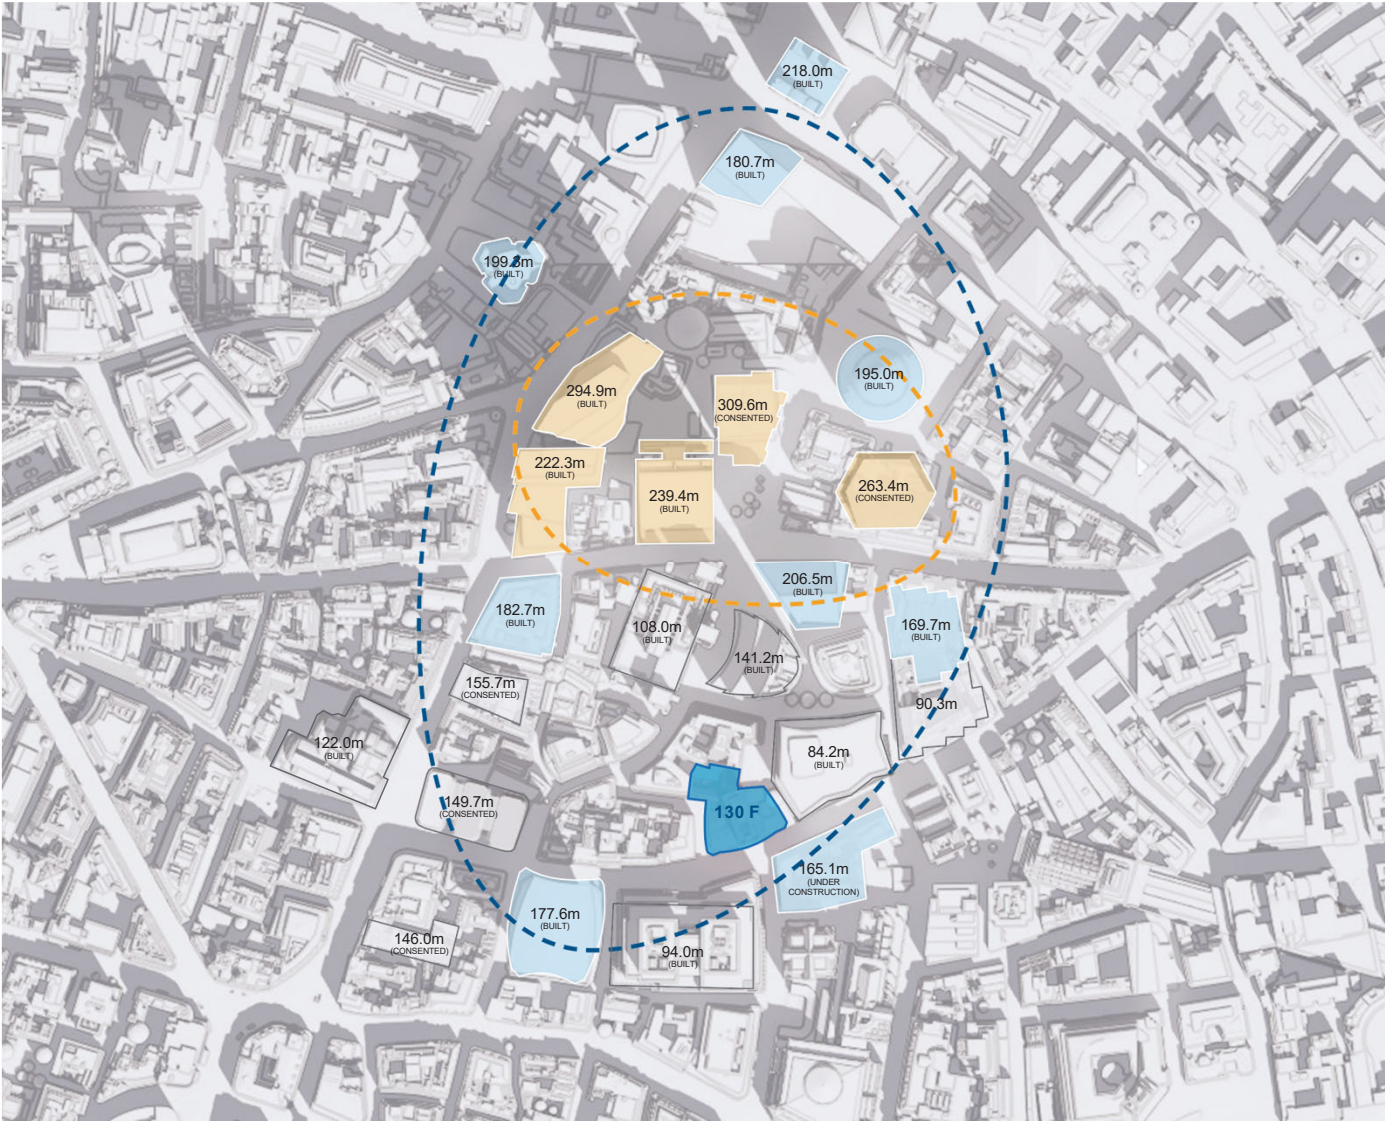 218.0m
(BUILT)
180.7m
(BUILT)
199.3m
(BUILT)
294.9m
(BUILT)
309.6m
(CONSENTED)
195.0m
(BUILT)
222.3m
(BUILT)
239.4m
(BUILT)
263.4m
(CONSENTED)
182.7m
(BUILT)
108.0m
(BUILT)
206.5m
(BUILT)
141.2m
(BUILT)
169.7m
(BUILT)
155.7m
(CONSENTED)
90.3m
122.0m
(BUILT)
84.2m
(BUILT)
149.7m
(CONSENTED)
130 F
165.1m
(UNDER
CONSTRUCTION)
177.6m
(BUILT)
146.0m
(CONSENTED)
94.0m
(BUILT)